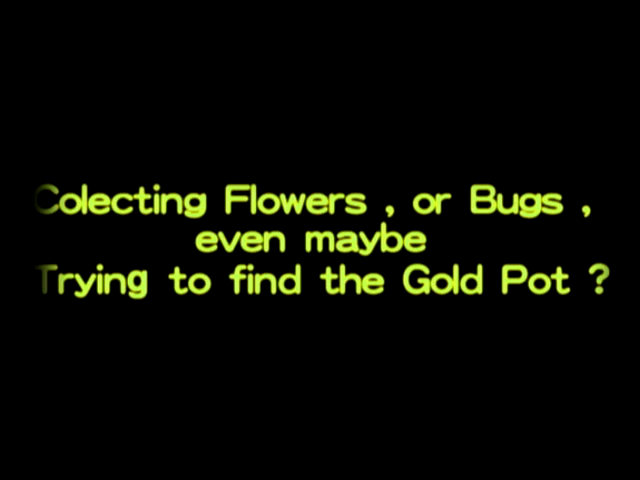 Colecting Flowers , or Bugs ,
even maybe
Trying to find the Gold Pot ?